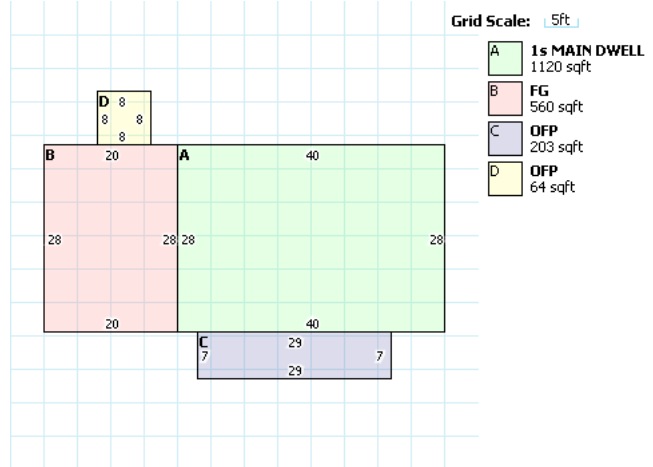 Grid Scale: 5ft
A 1s MAIN DWELL
1120 sqft
B FG
560 sqft
C OFP
203 sqft
D OFP
64 sqft
D 8
8 8
8
B 20 A 40
28 28 28 28
20 40
C 29
7 7
29